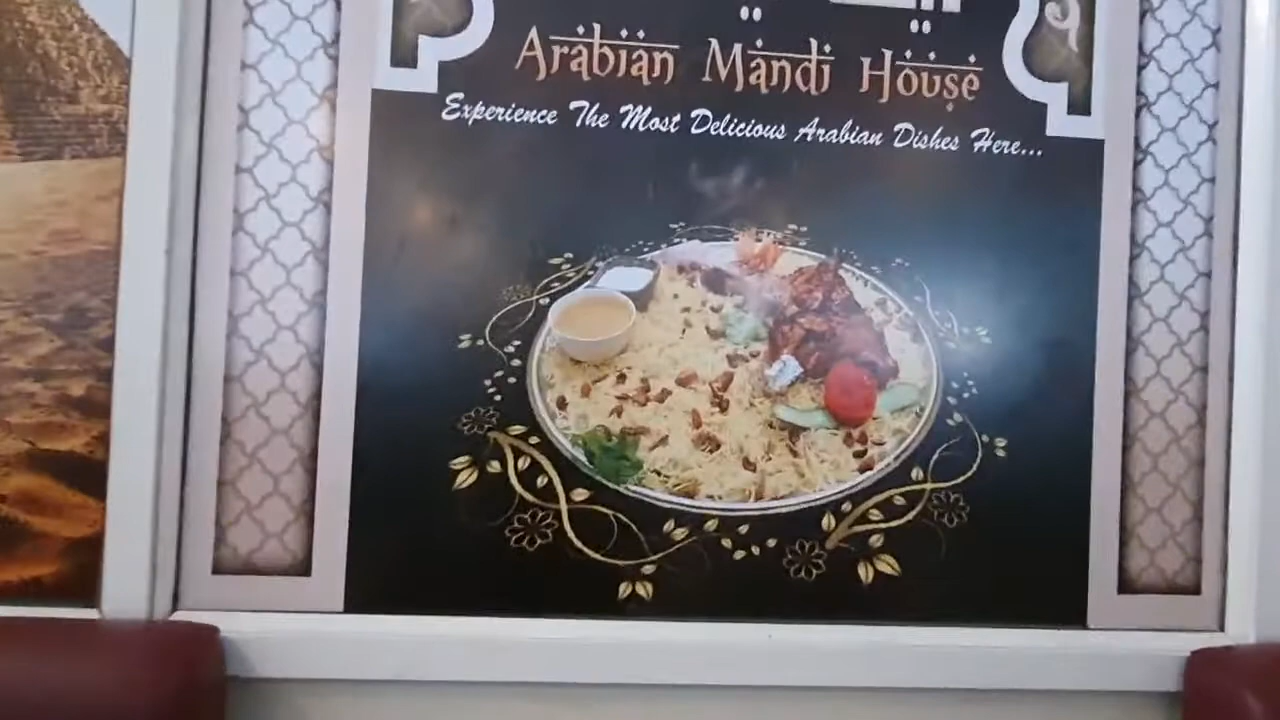 Arabian Mandi House
Experience The Most Delicious Arabian Dishes Here...